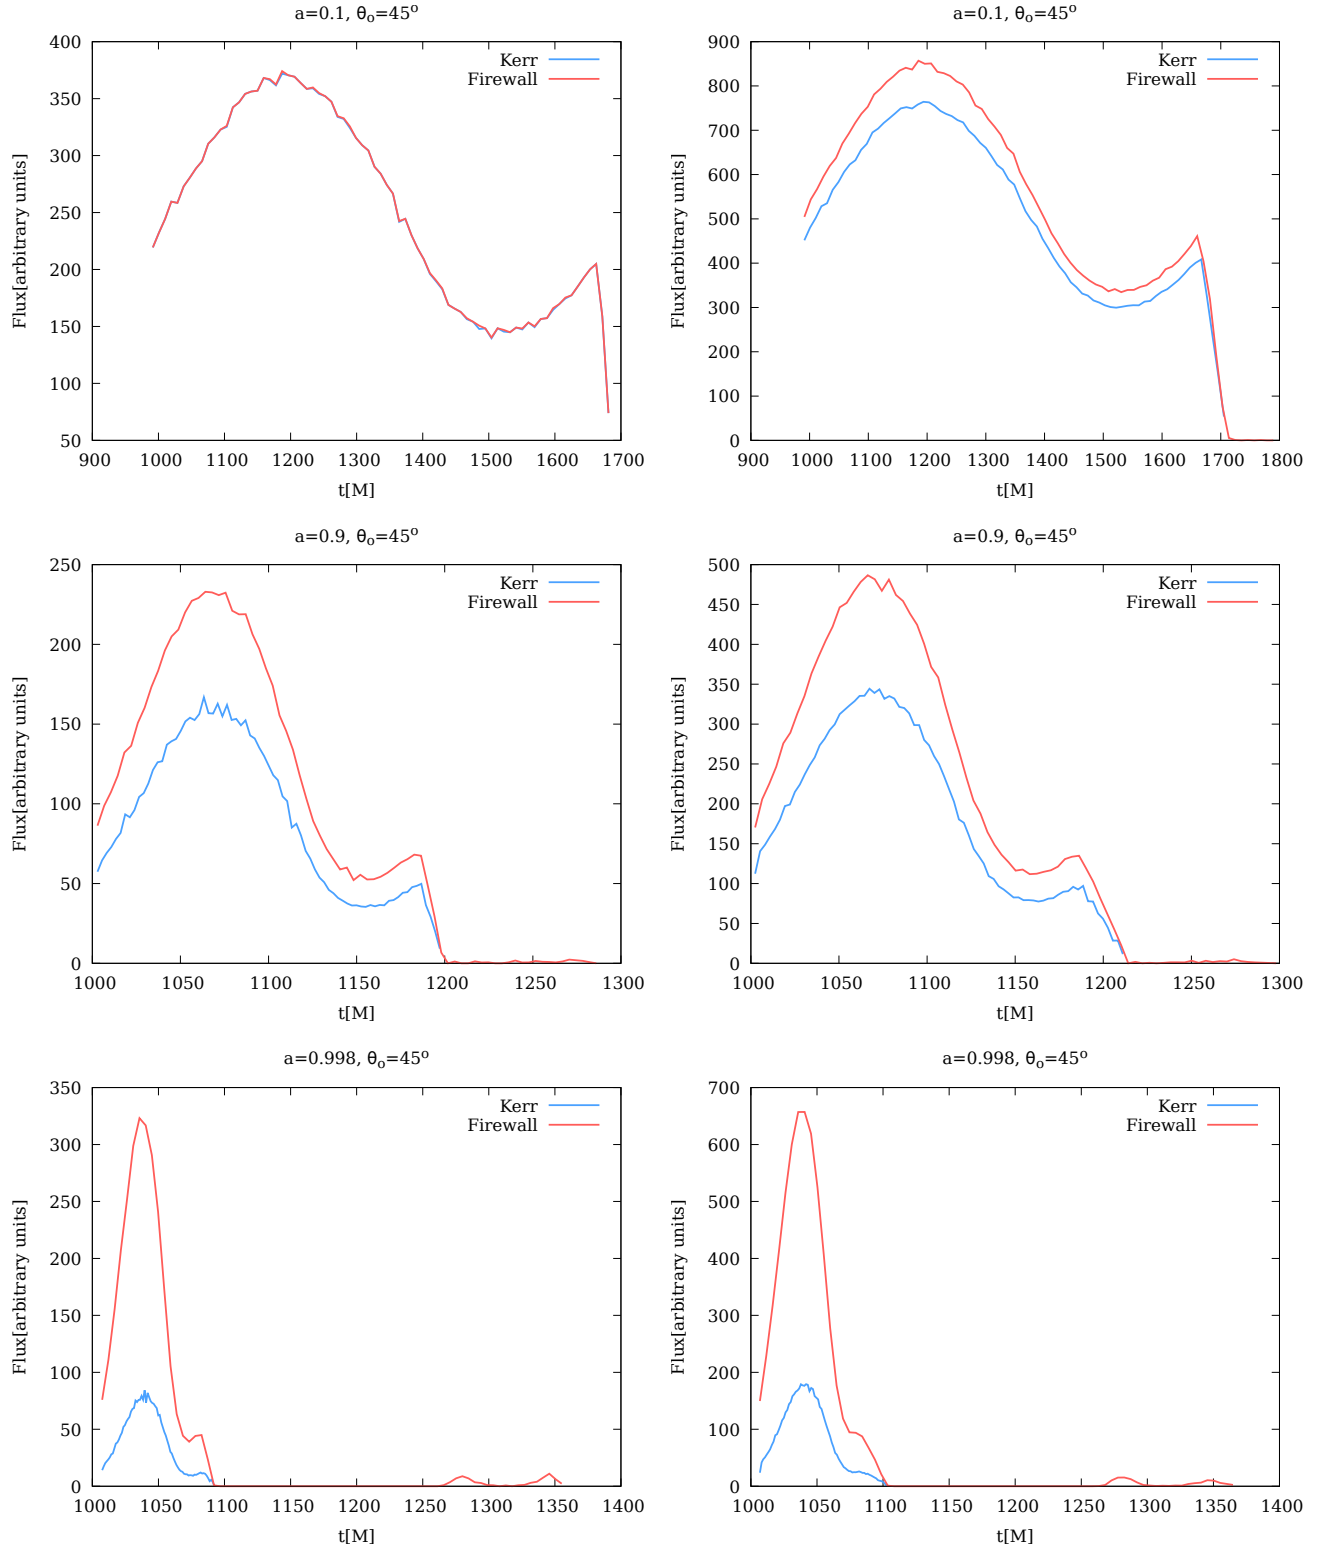 a=0.1, θo=45o
Kerr
Firewall
Flux[arbitrary units]
400
350
300
250
200
150
100
50
900 1000 1100 1200 1300 1400 1500 1600 1700
t[M]
a=0.1, θo=45o
Kerr
Firewall
Flux[arbitrary units]
900
800
700
600
500
400
300
200
100
0
900 1000 1100 1200 1300 1400 1500 1600 1700 1800
t[M]
a=0.9, θo=45o
Kerr
Firewall
Flux[arbitrary units]
250
200
150
100
50
0
1000 1050 1100 1150 1200 1250 1300
t[M]
a=0.9, θo=45o
Kerr
Firewall
Flux[arbitrary units]
500
450
400
350
300
250
200
150
100
50
0
1000 1050 1100 1150 1200 1250 1300
t[M]
a=0.998, θo=45o
Kerr
Firewall
Flux[arbitrary units]
350
300
250
200
150
100
50
0
1000 1050 1100 1150 1200 1250 1300 1350 1400
t[M]
a=0.998, θo=45o
Kerr
Firewall
Flux[arbitrary units]
700
600
500
400
300
200
100
0
1000 1050 1100 1150 1200 1250 1300 1350 1400
t[M]